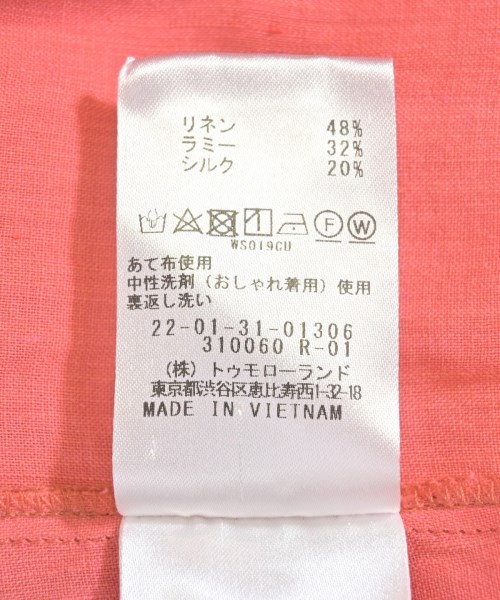 リネン 48%
ラミー 32%
シルク 20%
F W
WS019CU
あて布使用
中性洗剤（おしゃれ着用）使用
裏返し洗い
22-01-31-01306
310060 R-01
（株）トゥモローランド
東京都渋谷区恵比寿西1-32-18
MADE IN VIETNAM